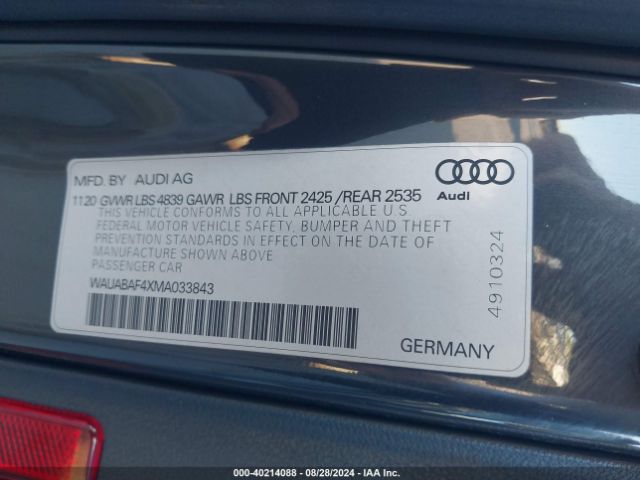 MFD. BY AUDI AG
1120 GVWR LBS 4839 GAWR LBS FRONT 2425 /REAR 2535
THIS VEHICLE CONFORMS TO ALL APPLICABLE U.S.
FEDERAL MOTOR VEHICLE SAFETY, BUMPER AND THEFT
PREVENTION STANDARDS IN EFFECT ON THE DATE OF
MANUFACTURE SHOWN ABOVE
PASSENGER CAR
WAUABAF4XMA033843
Audi
4910324
GERMANY
000-40214088 - 08/28/2024 - IAA Inc.